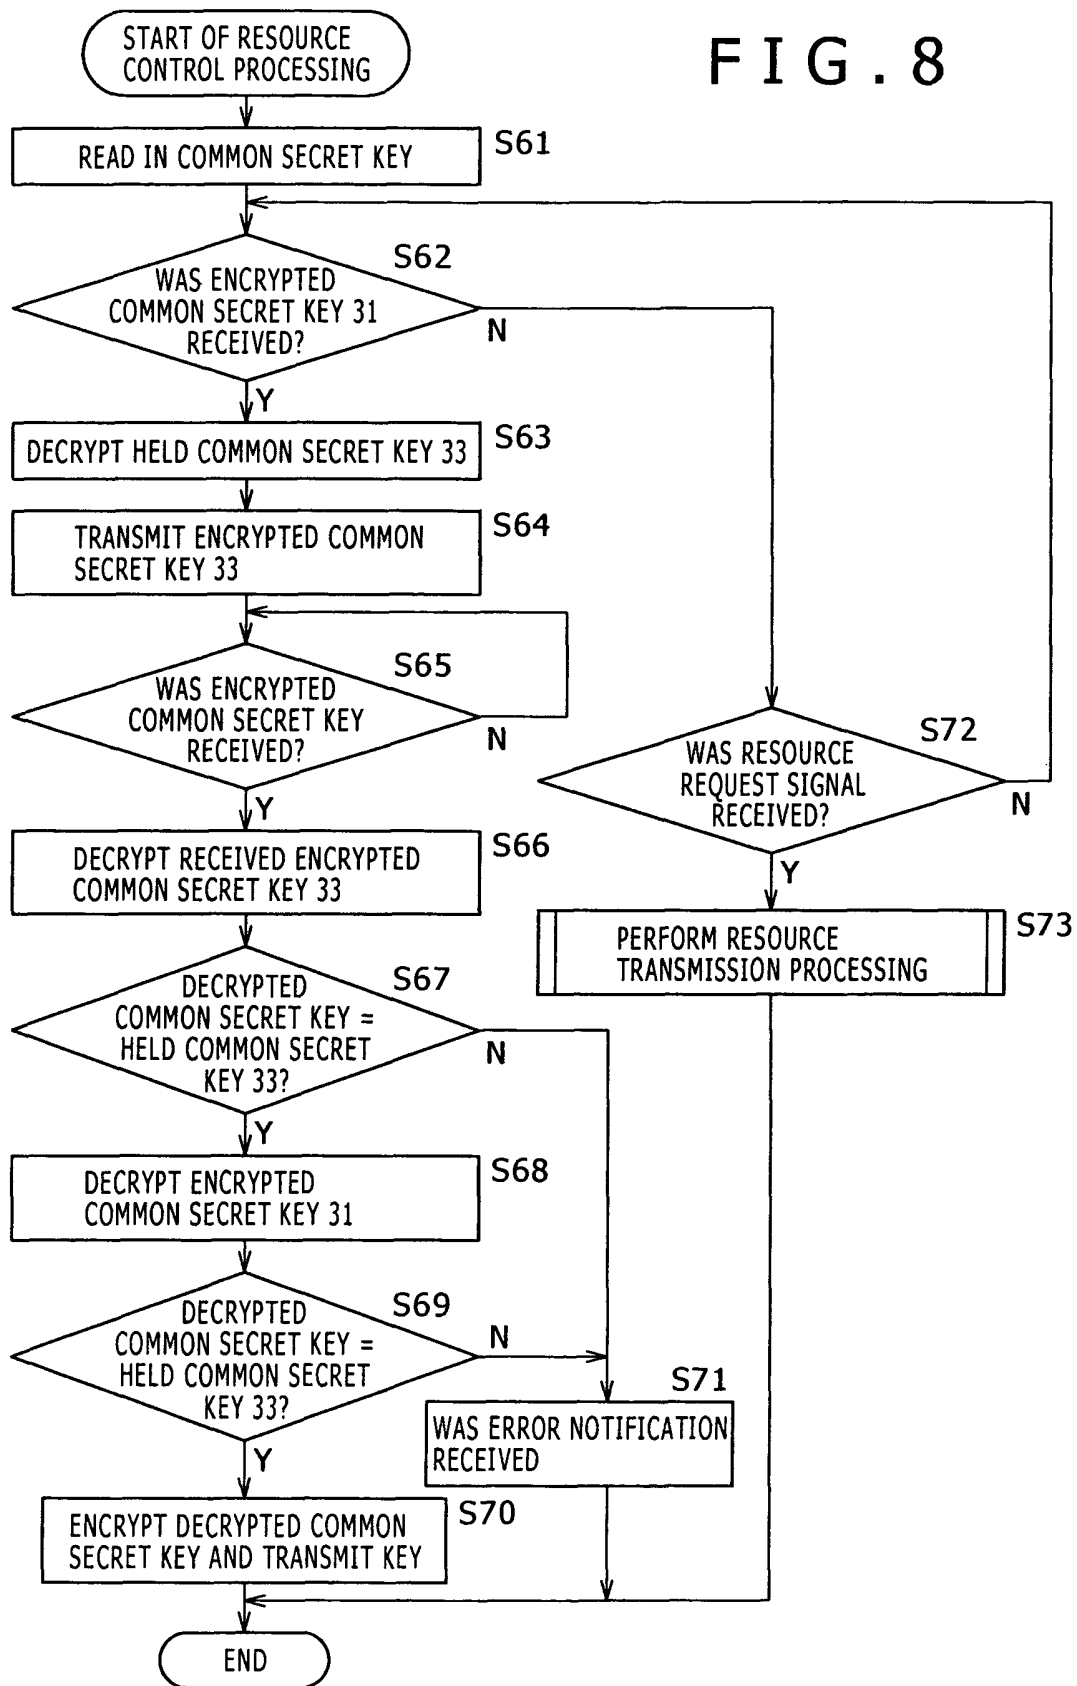 START OF RESOURCE
CONTROL PROCESSING
FIG.8
READ IN COMMON SECRET KEY
S61
S62
WAS ENCRYPTED
COMMON SECRET KEY 31
RECEIVED?
N
Y
DECRYPT HELD COMMON SECRET KEY 33
S63
TRANSMIT ENCRYPTED COMMON
SECRET KEY 33
S64
S65
WAS ENCRYPTED
COMMON SECRET KEY
RECEIVED?
N
Y
S72
WAS RESOURCE
REQUEST SIGNAL
RECEIVED?
N
Y
DECRYPT RECEIVED ENCRYPTED
COMMON SECRET KEY 33
S66
PERFORM RESOURCE
TRANSMISSION PROCESSING
S73
S67
DECRYPTED
COMMON SECRET KEY =
HELD COMMON SECRET
KEY 33?
N
Y
DECRYPT ENCRYPTED
COMMON SECRET KEY 31
S68
S69
DECRYPTED
COMMON SECRET KEY =
HELD COMMON SECRET
KEY 33?
N
Y
S71
WAS ERROR NOTIFICATION
RECEIVED
ENCRYPT DECRYPTED COMMON
SECRET KEY AND TRANSMIT KEY
S70
END